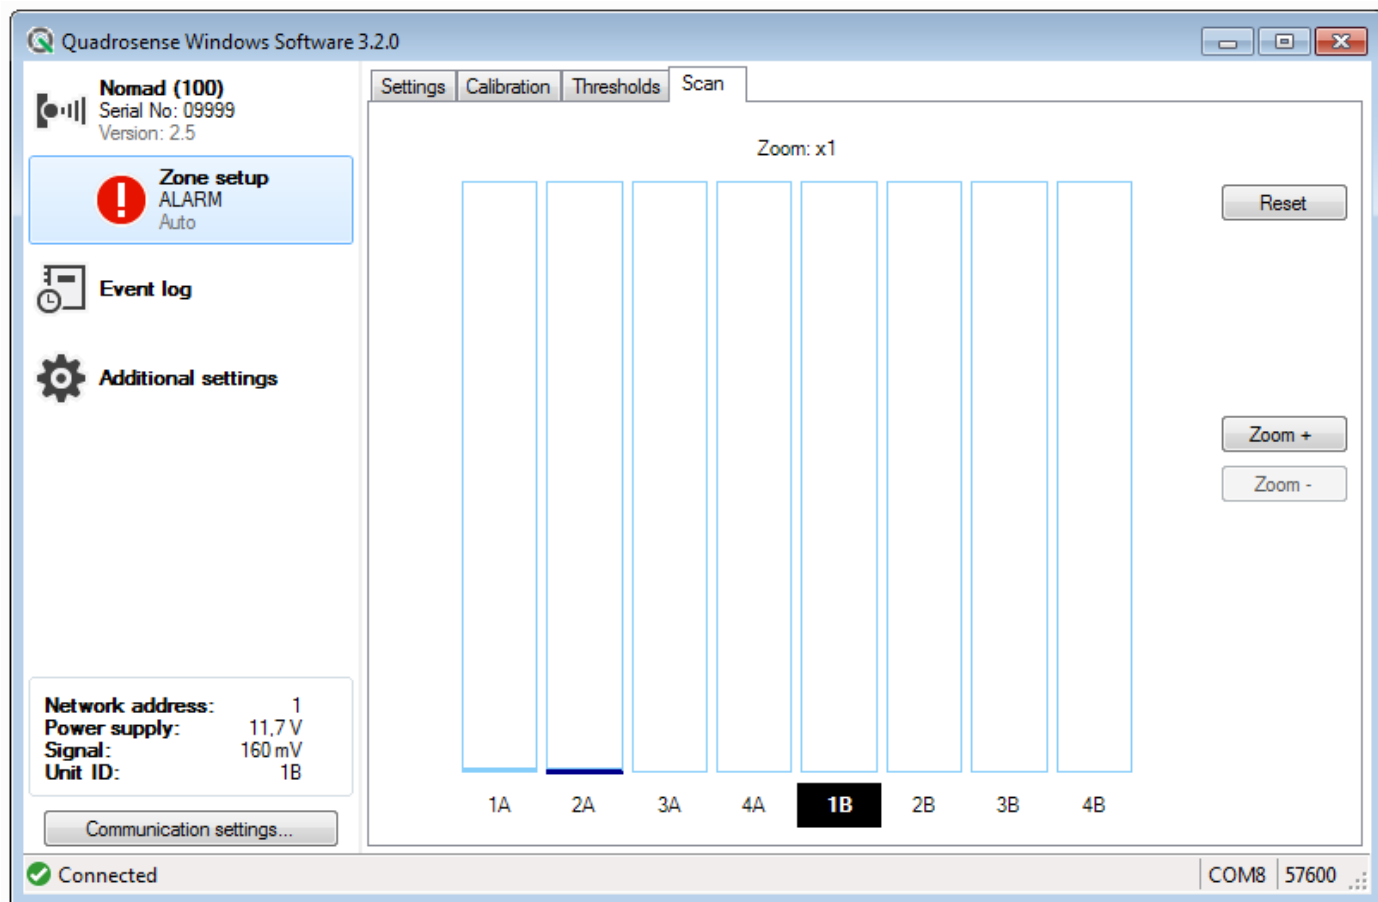 Quadrosense Windows Software 3.2.0
Nomad (100)
Serial No: 09999
Version: 2.5
Zone setup
ALARM
Auto
Event log
Additional settings
Network address: 1
Power supply: 11,7 V
Signal: 160 mV
Unit ID: 1B
Communication settings...
Settings Calibration Thresholds Scan
Zoom: x1
Reset
Zoom +
Zoom -
1A 2A 3A 4A 1B 2B 3B 4B
Connected COM8 57600